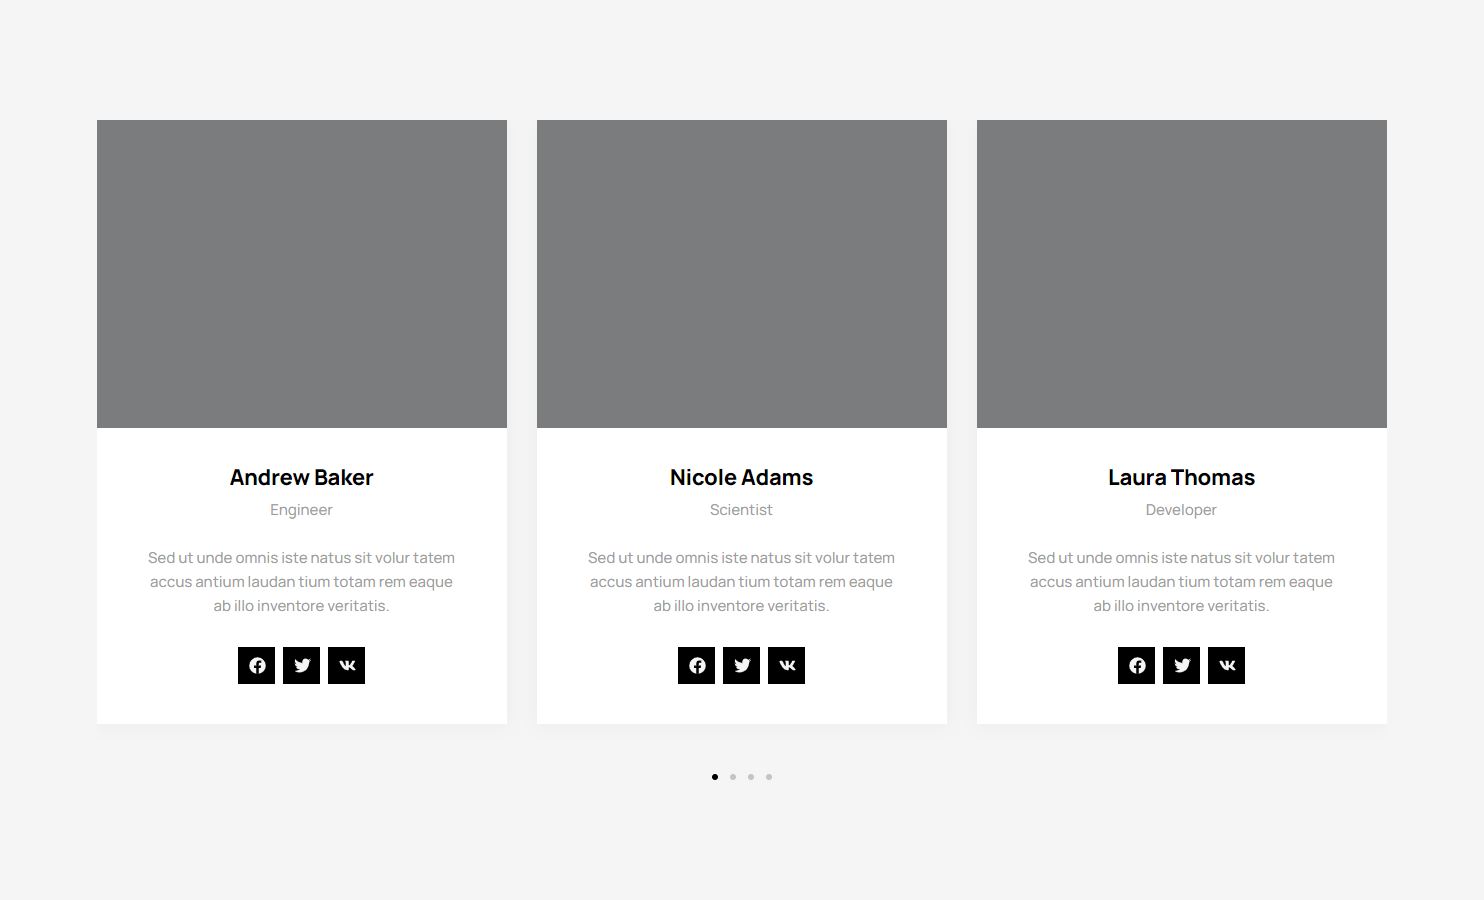 Andrew Baker
Engineer
Sed ut unde omnis iste natus sit volur tatem
accus antium laudan tium totam rem eaque
ab illo inventore veritatis.
Nicole Adams
Scientist
Sed ut unde omnis iste natus sit volur tatem
accus antium laudan tium totam rem eaque
ab illo inventore veritatis.
Laura Thomas
Developer
Sed ut unde omnis iste natus sit volur tatem
accus antium laudan tium totam rem eaque
ab illo inventore veritatis.